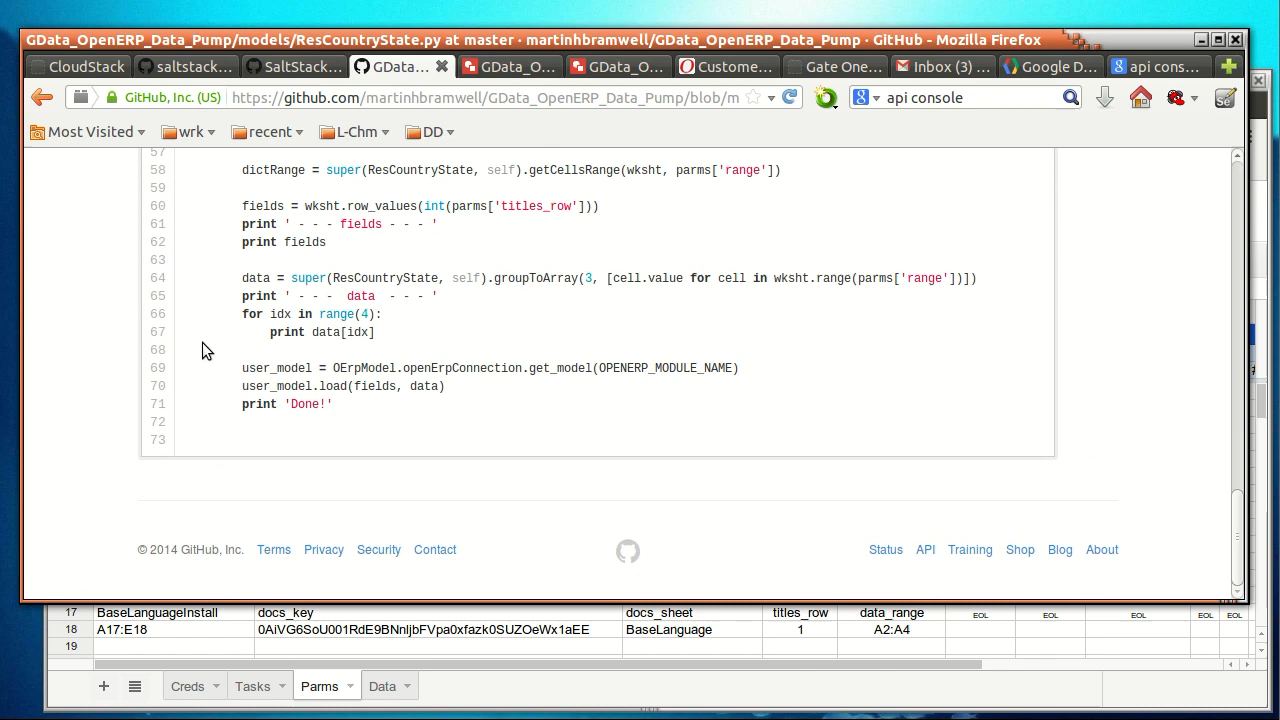 GData_OpenERP_Data_Pump/models/ResCountryState.py at master · martinhbramwell/GData_OpenERP_Data_Pump · GitHub - Mozilla Firefox
CloudStack saltstack... SaltStack... GData... GData_O... GData_O... Custome... Gate One... Inbox (3) ... Google D... api cons...
GitHub, Inc. (US) https://github.com/martinhbramwell/GData_OpenERP_Data_Pump/blob/m api console
Most Visited wrk recent L-Chm DD
57
58 dictRange = super(ResCountryState, self).getCellsRange(wksht, parms['range'])
59
60 fields = wksht.row_values(int(parms['titles_row']))
61 print ' - - - fields - - - '
62 print fields
63
64 data = super(ResCountryState, self).groupToArray(3, [cell.value for cell in wksht.range(parms['range'])])
65 print ' - - -  data  - - - '
66 for idx in range(4):
67 print data[idx]
68
69 user_model = OErpModel.openErpConnection.get_model(OPENERP_MODULE_NAME)
70 user_model.load(fields, data)
71 print 'Done!'
72
73
© 2014 GitHub, Inc. Terms Privacy Security Contact Status API Training Shop Blog About
17 BaseLanguageInstall docs_key docs_sheet titles_row data_range EOL EOL EOL EOL EOL
18 A17:E18 0AiVG6SoU001RdE9BNnljbFVpa0xfazk0SUZOeWx1aEE BaseLanguage 1 A2:A4
19
Creds Tasks Parms Data